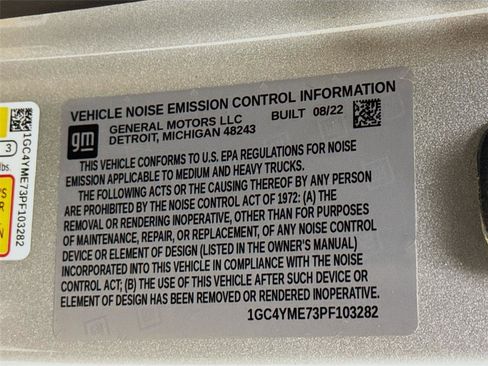 VEHICLE NOISE EMISSION CONTROL INFORMATION
gm
GENERAL MOTORS LLC BUILT 08/22
DETROIT, MICHIGAN 48243
THIS VEHICLE CONFORMS TO U.S. EPA REGULATIONS FOR NOISE
EMISSION APPLICABLE TO MEDIUM AND HEAVY TRUCKS.
THE FOLLOWING ACTS OR THE CAUSING THEREOF BY ANY PERSON
ARE PROHIBITED BY THE NOISE CONTROL ACT OF 1972: (A) THE
REMOVAL OR RENDERING INOPERATIVE, OTHER THAN FOR PURPOSES
OF MAINTENANCE, REPAIR, OR REPLACEMENT, OF ANY NOISE CONTROL
DEVICE OR ELEMENT OF DESIGN (LISTED IN THE OWNER'S MANUAL)
INCORPORATED INTO THIS VEHICLE IN COMPLIANCE WITH THE NOISE
CONTROL ACT; (B) THE USE OF THIS VEHICLE AFTER SUCH DEVICE OR
ELEMENT OF DESIGN HAS BEEN REMOVED OR RENDERED INOPERATIVE.
1GC4YME73PF103282
1GC4YME73PF103282
3
lbs.